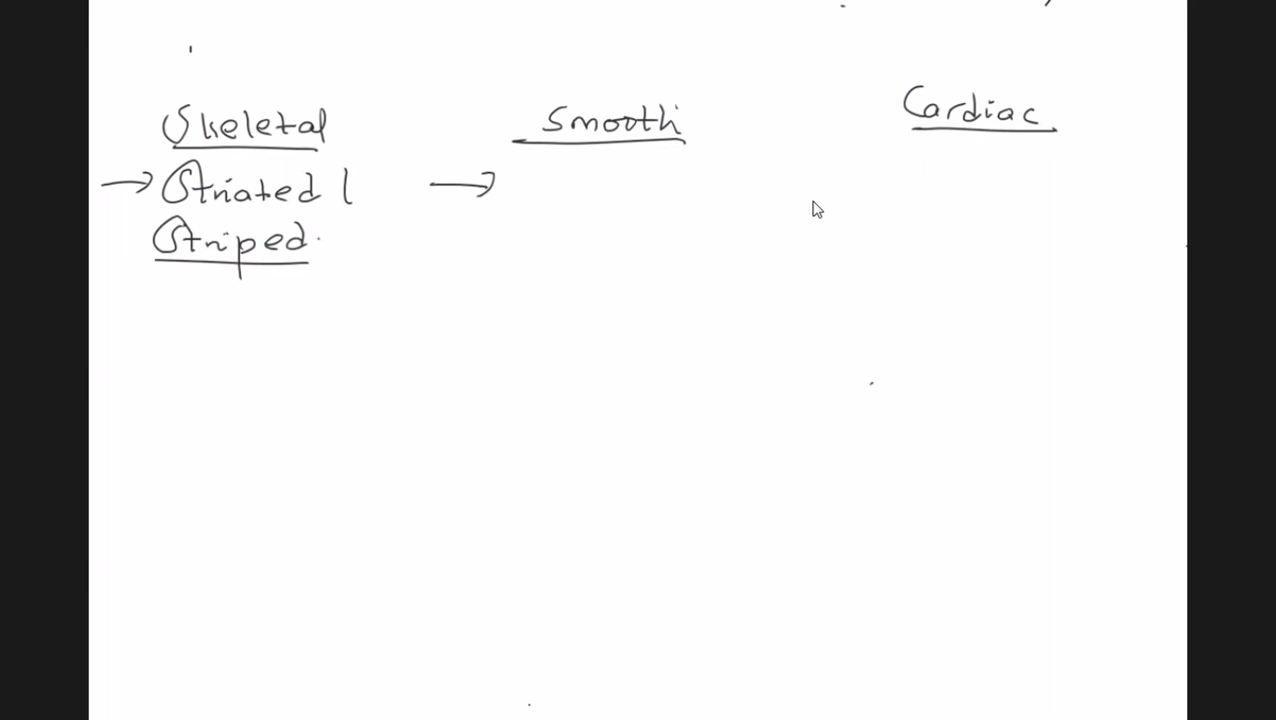 Skeletal Smooth Cardiac
→ Striated | →
Striped.